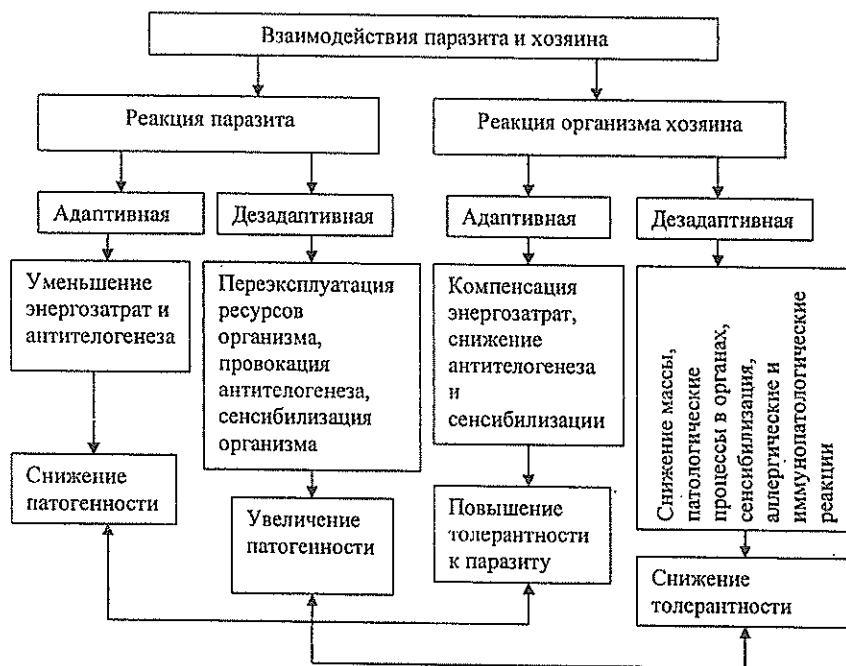 Взаимодействия паразита и хозяина
Реакция паразита
Реакция организма хозяина
Адаптивная
Дезадаптивная
Адаптивная
Дезадаптивная
Уменьшение
энергозатрат и
антителогенеза
Переэксплуатация
ресурсов
организма,
провокация
антителогенеза,
сенсибилизация
организма
Компенсация
энергозатрат,
снижение
антителогенеза
и
сенсибилизации
Снижение массы,
патологические
процессы в органах,
сенсибилизация,
аллергические и
иммунопатологические
реакции
Снижение
патогенности
Увеличение
патогенности
Повышение
толерантности
к паразиту
Снижение
толерантности